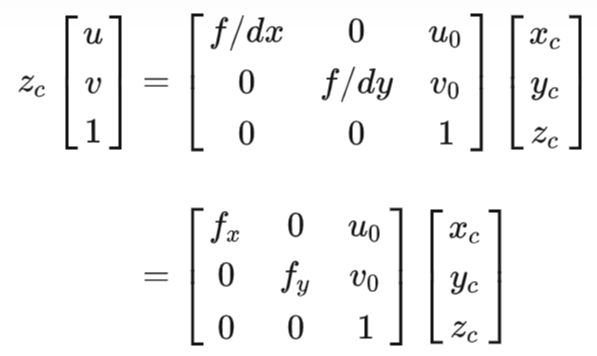 z_c [u v 1]^T = [f/dx 0 u_0; 0 f/dy v_0; 0 0 1] [x_c y_c z_c]^T
= [f_x 0 u_0; 0 f_y v_0; 0 0 1] [x_c y_c z_c]^T